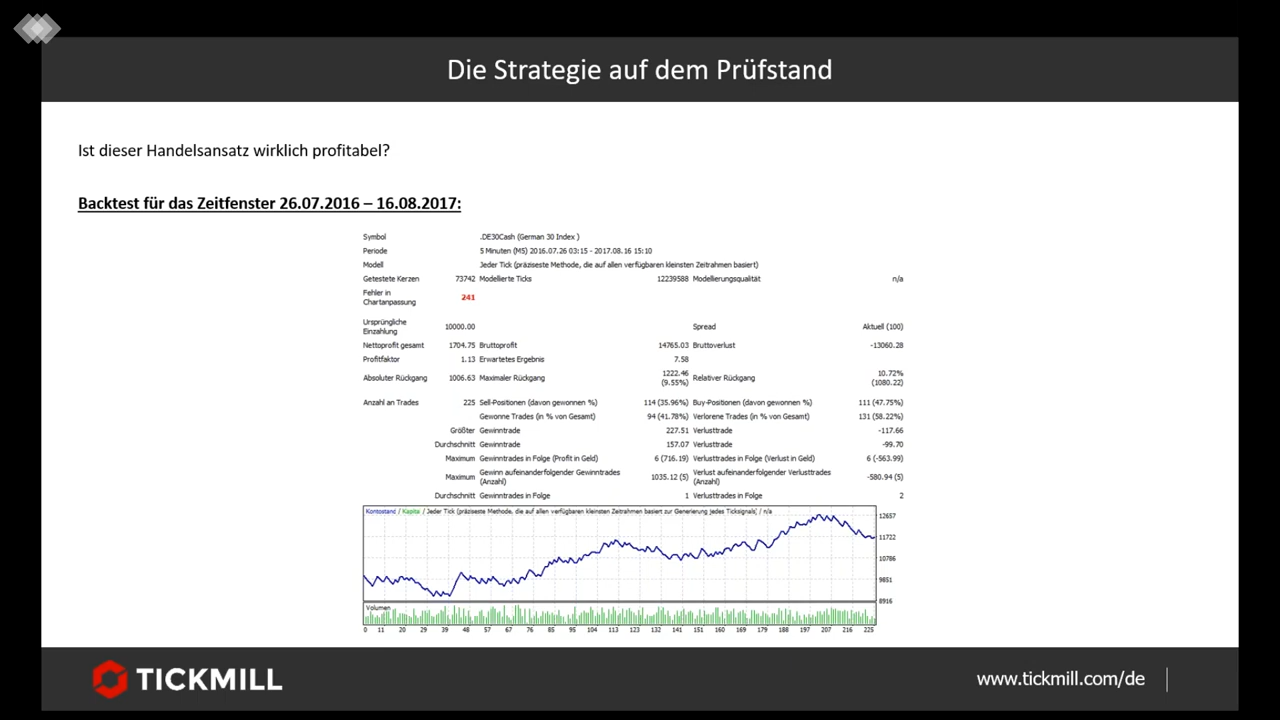 Die Strategie auf dem Prüfstand
Ist dieser Handelsansatz wirklich profitabel?
Backtest für das Zeitfenster 26.07.2016 – 16.08.2017:
Symbol .DE30Cash (German 30 Index )
Periode 5 Minuten (M5) 2016.07.26 03:15 - 2017.08.16 15:10
Modell Jeder Tick (präziseste Methode, die auf allen verfügbaren kleinsten Zeitrahmen basiert)
Getestete Kerzen 73742 Modellierte Ticks 12239588 Modellierungsqualität n/a
Fehler in Chartanpassung 241
Ursprüngliche Einzahlung 10000.00 Spread Aktuell (100)
Nettoprofit gesamt 1704.75 Bruttoprofit 14765.03 Bruttoverlust -13060.28
Profitfaktor 1.13 Erwartetes Ergebnis 7.58
Absoluter Rückgang 1006.63 Maximaler Rückgang 1222.46 (9.55%) Relativer Rückgang 10.72% (1080.22)
Anzahl an Trades 225 Sell-Positionen (davon gewonnen %) 114 (35.96%) Buy-Positionen (davon gewonnen %) 111 (47.75%)
Gewonne Trades (in % von Gesamt) 94 (41.78%) Verlorene Trades (in % von Gesamt) 131 (58.22%)
Größter Gewinntrade 227.51 Verlusttrade -117.66
Durchschnitt Gewinntrade 157.07 Verlusttrade -99.70
Maximum Gewinntrades in Folge (Profit in Geld) 6 (716.19) Verlusttrades in Folge (Verlust in Geld) 6 (-563.99)
Maximum Gewinn aufeinanderfolgender Gewinntrades (Anzahl) 1035.12 (5) Verlust aufeinanderfolgender Verlusttrades (Anzahl) -580.94 (5)
Durchschnitt Gewinntrades in Folge 1 Verlusttrades in Folge 2
Kontostand / Kapital / Jeder Tick (präziseste Methode, die auf allen verfügbaren kleinsten Zeitrahmen basiert zur Generierung jedes Ticksignals) / n/a
12657
11722
10786
9851
8916
Volumen
0 11 20 29 39 48 57 67 76 85 95 104 113 123 132 141 151 160 169 179 188 197 207 216 225
TICKMILL
www.tickmill.com/de